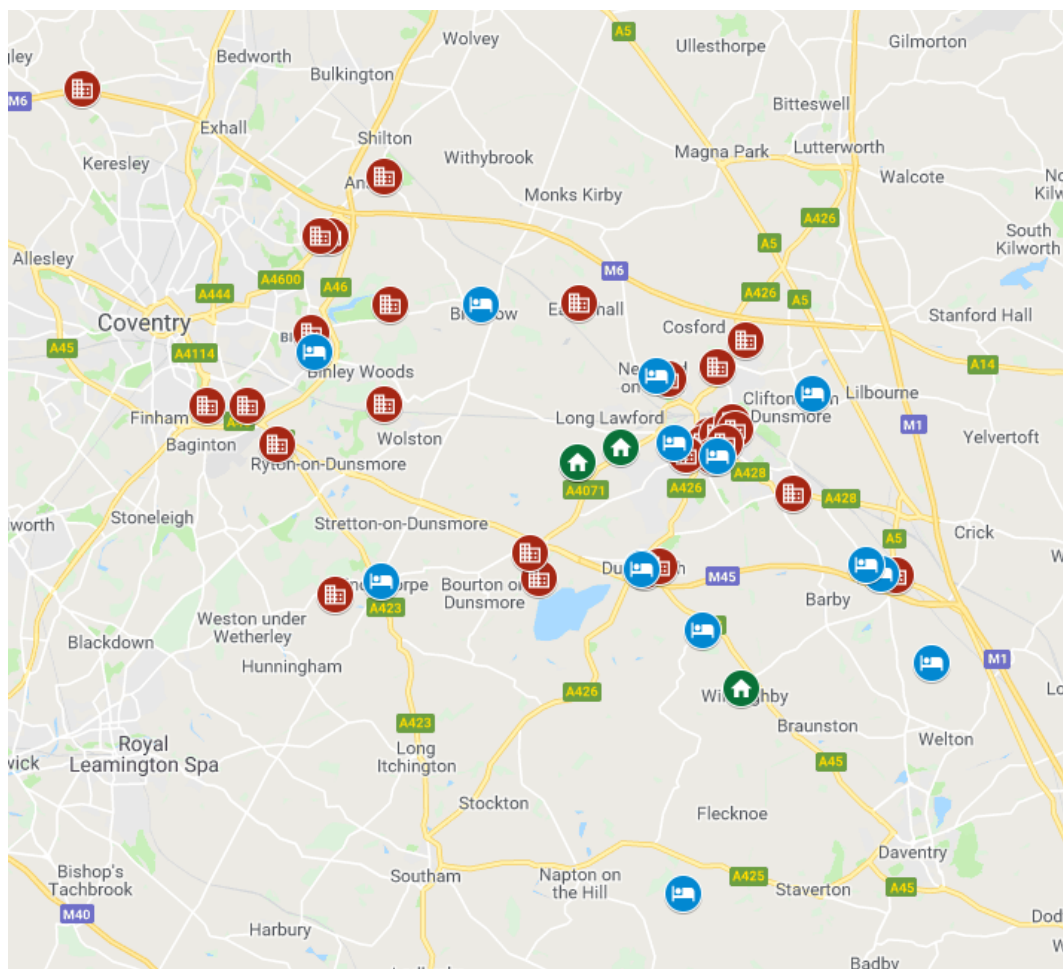 Wolvey
A5
Ullesthorpe
Gilmorton
Bedworth
Bulkington
M6
Bitteswell
Exhall
Shilton
Lutterworth
Keresley
Withybrook
Magna Park
Walcote
Monks Kirby
A426
South
Kilworth
A5
Allesley
M6
A4600
A46
A444
A426
A5
Coventry
Cosford
Stanford Hall
A45
A4114
A14
Binley Woods
Lilbourne
Finham
Long Lawford
Dunsmore
M1
Baginton
Wolston
Yelvertoft
Ryton-on-Dunsmore
A428
A4071
A426
A428
Stoneleigh
Stretton-on-Dunsmore
Crick
A5
M45
Bourton on
Dunsmore
Barby
A423
Weston under
Wetherley
Blackdown
Hunningham
M1
A426
A423
Braunston
Royal
Leamington Spa
Long
Itchington
Welton
A45
Stockton
Flecknoe
Daventry
Bishop's
Tachbrook
Southam
Napton on
the Hill
A425
Staverton
A45
M40
Harbury
Badby